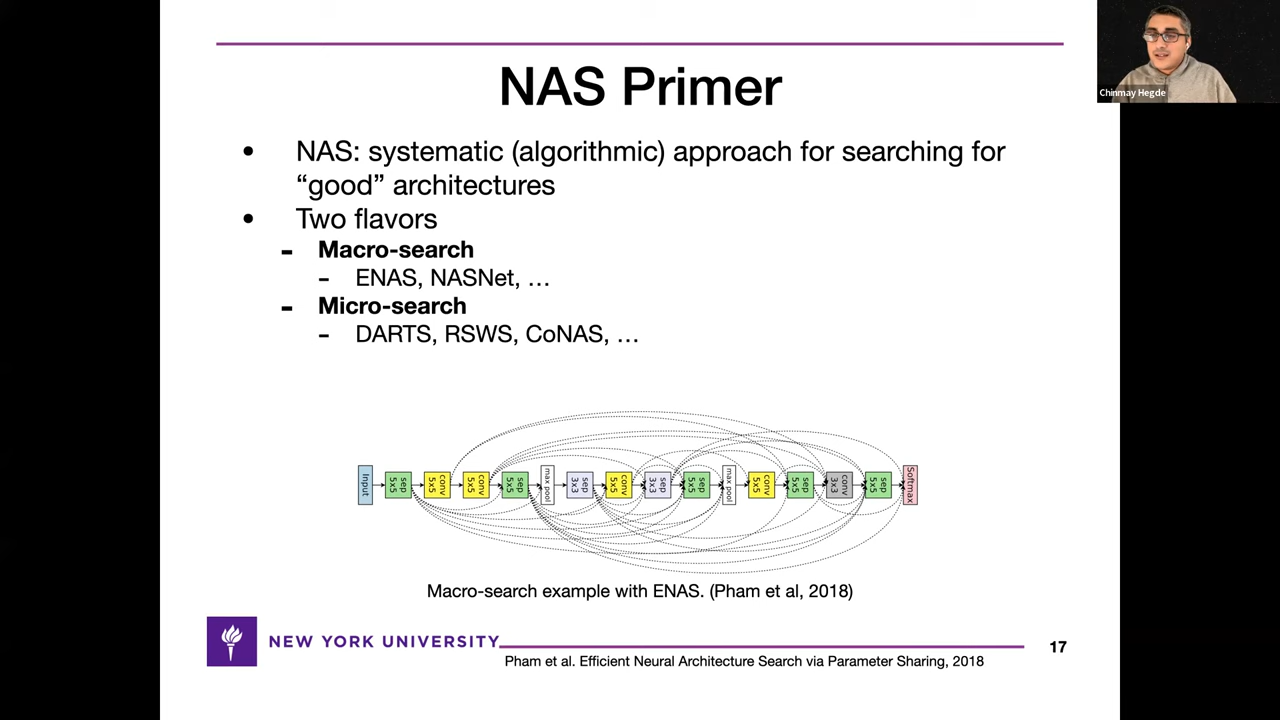 Chinmay Hegde
NAS Primer
• NAS: systematic (algorithmic) approach for searching for
“good” architectures
• Two flavors
- Macro-search
- ENAS, NASNet, …
- Micro-search
- DARTS, RSWS, CoNAS, …
Input
sep 5x5
conv 5x5
conv 5x5
sep 5x5
max pool
sep 3x3
conv 5x5
sep 3x3
sep 5x5
max pool
conv 5x5
sep 5x5
conv 3x3
sep 5x5
Softmax
Macro-search example with ENAS. (Pham et al, 2018)
NEW YORK UNIVERSITY
17
Pham et al. Efficient Neural Architecture Search via Parameter Sharing, 2018